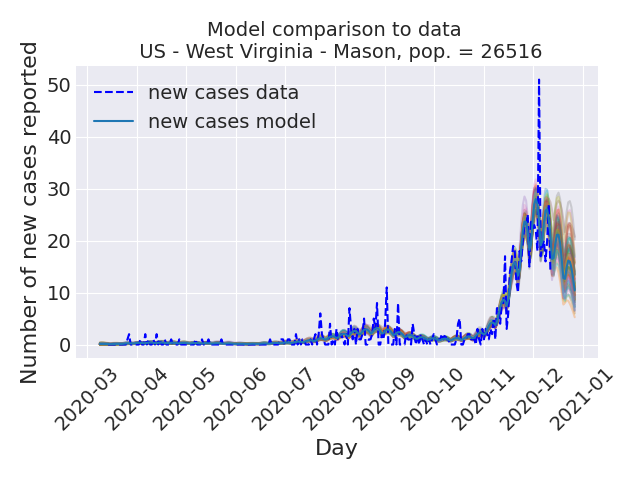 Model comparison to data
US - West Virginia - Mason, pop. = 26516
Number of new cases reported
50
40
30
20
10
0
new cases data
new cases model
2020-03
2020-04
2020-05
2020-06
2020-07
2020-08
2020-09
2020-10
2020-11
2020-12
2021-01
Day